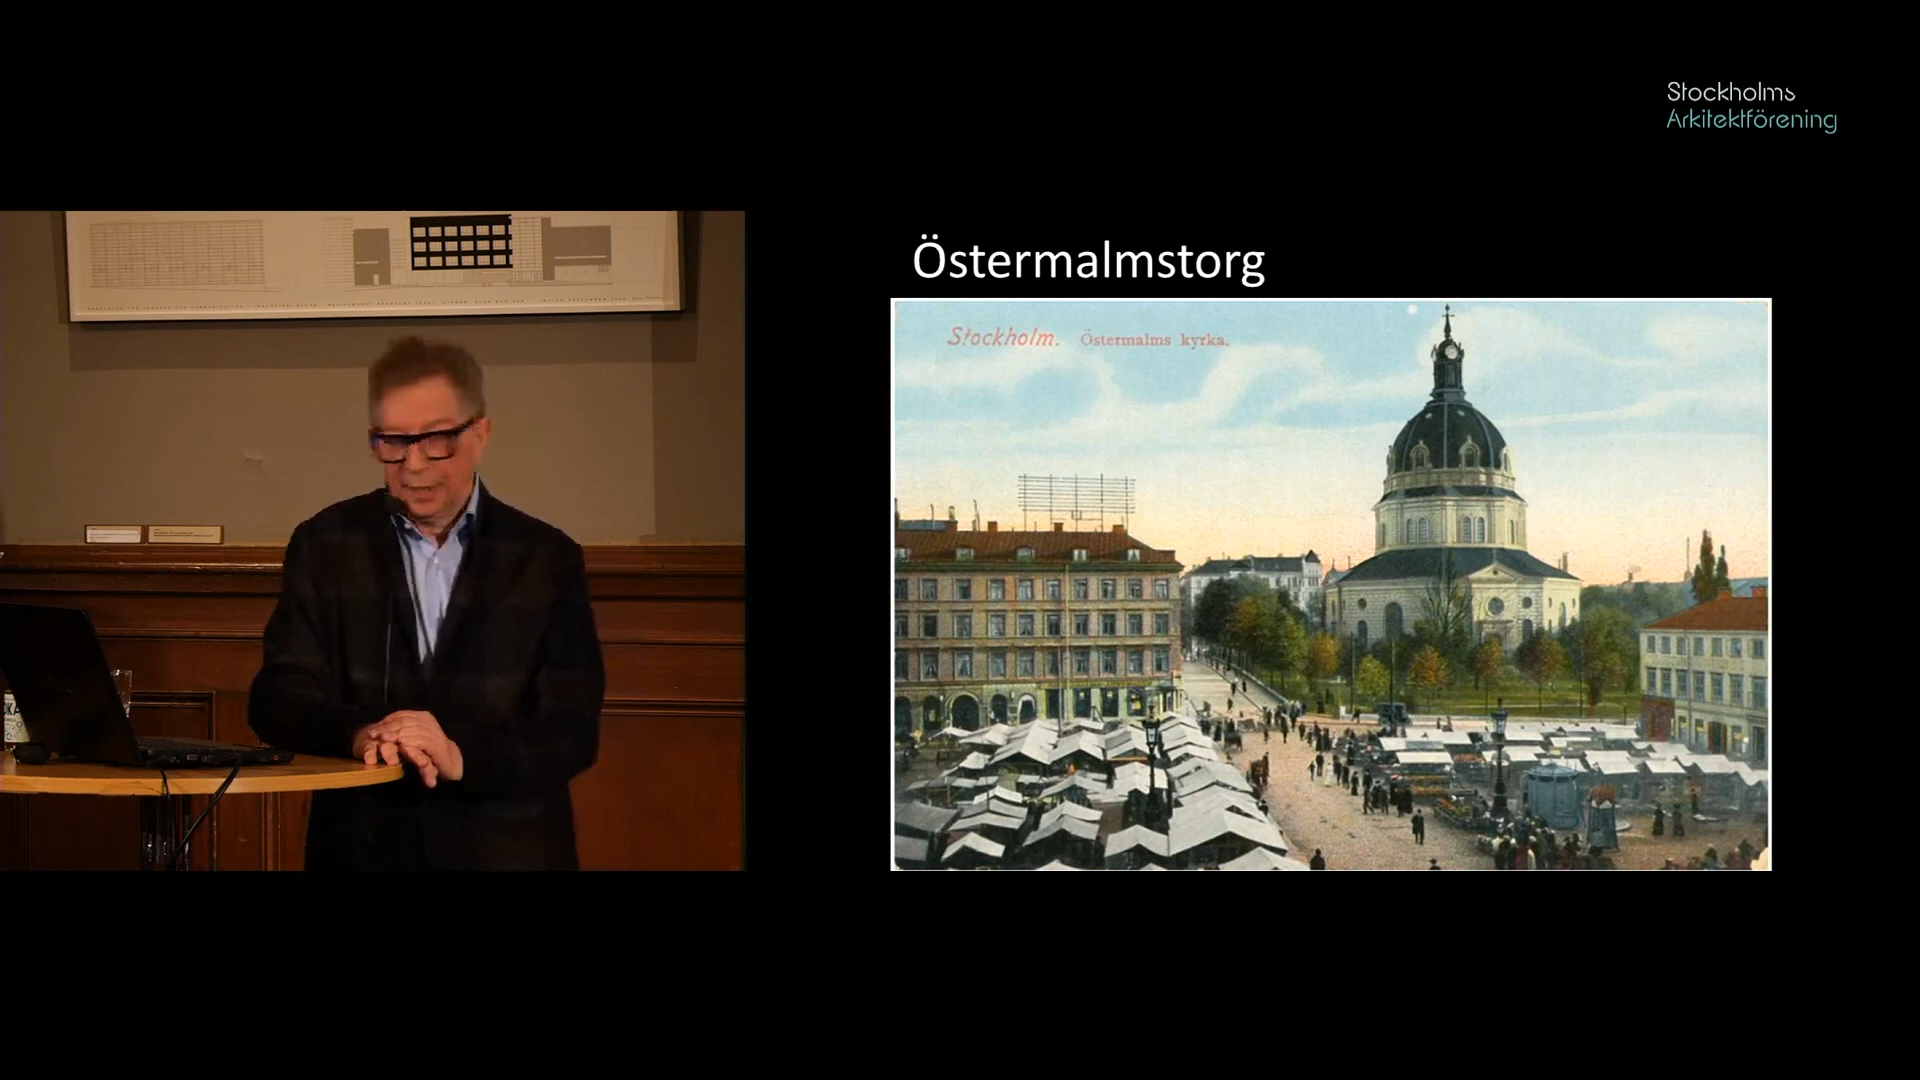 Stockholms
Arkitektförening
Östermalmstorg
Stockholm. Östermalms kyrka.